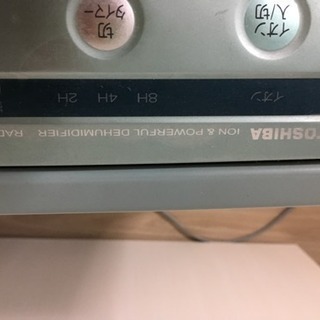 TOSHIBA ION & POWERFUL DEHUMIDIFIER RAD
イオン 8H 4H 2H
イオン
入/切
切
タイマー